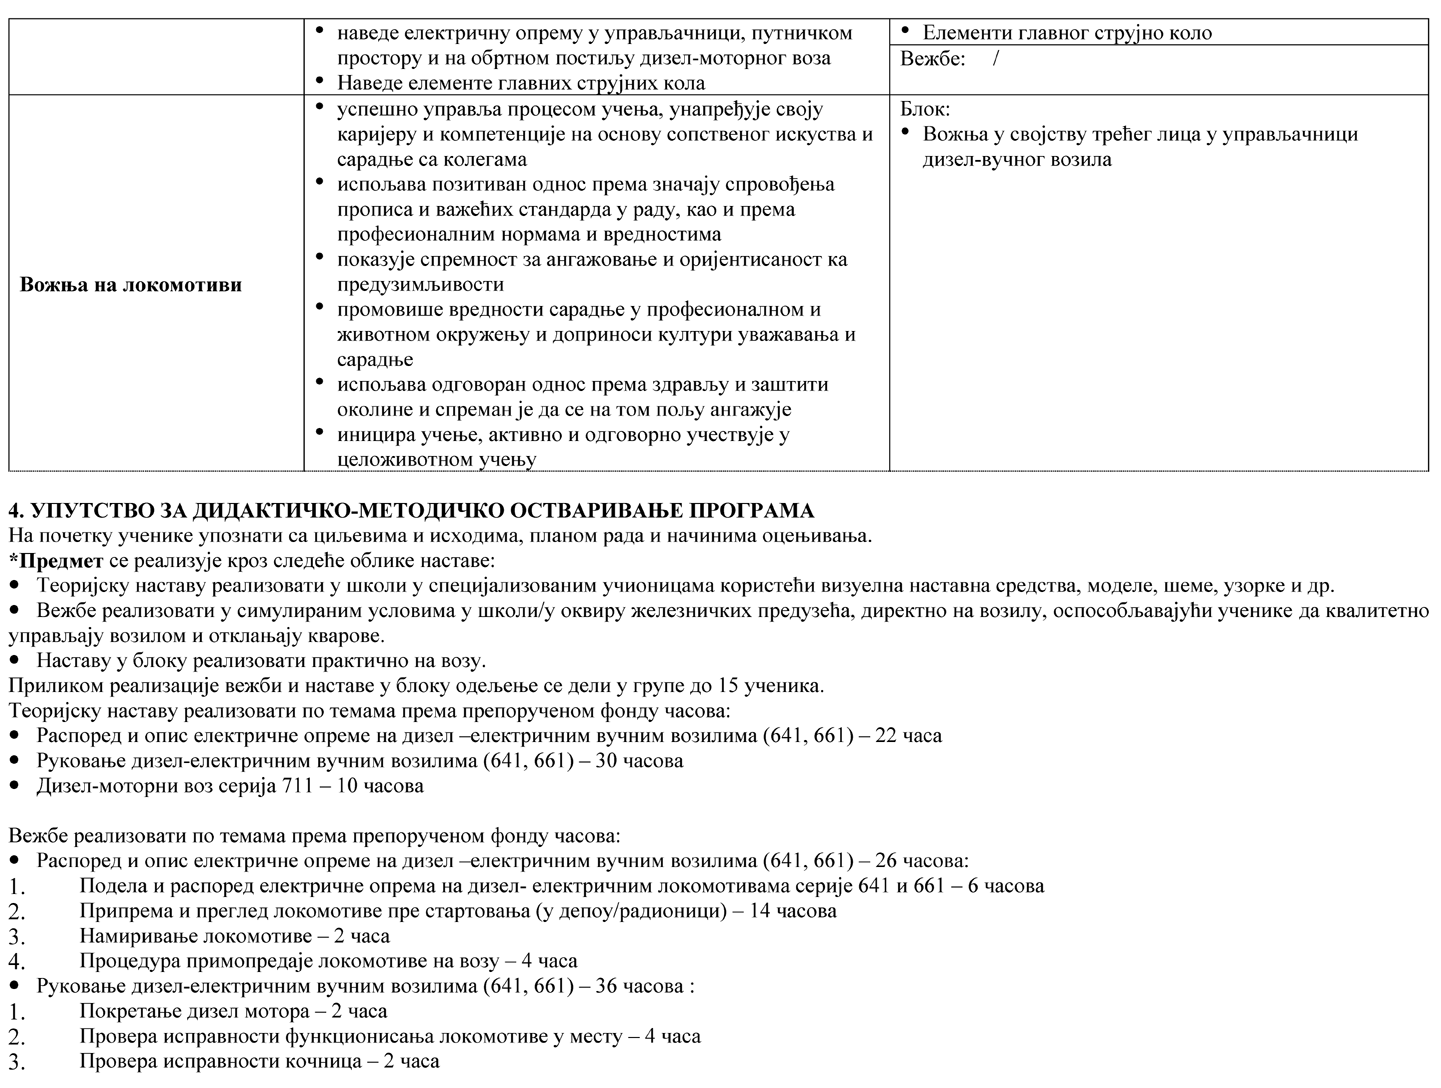 • наведе електричну опрему у управљачници, путничком
простору и на обртном постиљу дизел-моторног воза
• Наведе елементе главних струјних кола
• Елементи главног струјно коло
Вежбе: /
Вожња на локомотиви
• успешно управља процесом учења, унапређује своју
каријеру и компетенције на основу сопственог искуства и
сарадње са колегама
• испољава позитиван однос према значају спровођења
прописа и важећих стандарда у раду, као и према
професионалним нормама и вредностима
• показује спремност за ангажовање и оријентисаност ка
предузимљивости
• промовише вредности сарадње у професионалном и
животном окружењу и доприноси култури уважавања и
сарадње
• испољава одговоран однос према здрављу и заштити
околине и спреман је да се на том пољу ангажује
• иницира учење, активно и одговорно учествује у
целоживотном учењу
Блок:
• Вожња у својству трећег лица у управљачници
дизел-вучног возила
4. УПУТСТВО ЗА ДИДАКТИЧКО-МЕТОДИЧКО ОСТВАРИВАЊЕ ПРОГРАМА
На почетку ученике упознати са циљевима и исходима, планом рада и начинима оцењивања.
*Предмет се реализује кроз следеће облике наставе:
• Теоријску наставу реализовати у школи у специјализованим учионицама користећи визуелна наставна средства, моделе, шеме, узорке и др.
• Вежбе реализовати у симулираним условима у школи/у оквиру железничких предузећа, директно на возилу, оспособљавајући ученике да квалитетно
управљају возилом и отклањају кварове.
• Наставу у блоку реализовати практично на возу.
Приликом реализације вежби и наставе у блоку одељење се дели у групе до 15 ученика.
Теоријску наставу реализовати по темама према препорученом фонду часова:
• Распоред и опис електричне опреме на дизел –електричним вучним возилима (641, 661) – 22 часа
• Руковање дизел-електричним вучним возилима (641, 661) – 30 часова
• Дизел-моторни воз серија 711 – 10 часова
Вежбе реализовати по темама према препорученом фонду часова:
• Распоред и опис електричне опреме на дизел –електричним вучним возилима (641, 661) – 26 часова:
1. Подела и распоред електричне опрема на дизел- електричним локомотивама серије 641 и 661 – 6 часова
2. Припрема и преглед локомотиве пре стартовања (у депоу/радионици) – 14 часова
3. Намиривање локомотиве – 2 часа
4. Процедура примопредаје локомотиве на возу – 4 часа
• Руковање дизел-електричним вучним возилима (641, 661) – 36 часова :
1. Покретање дизел мотора – 2 часа
2. Провера исправности функционисања локомотиве у месту – 4 часа
3. Провера исправности кочница – 2 часа